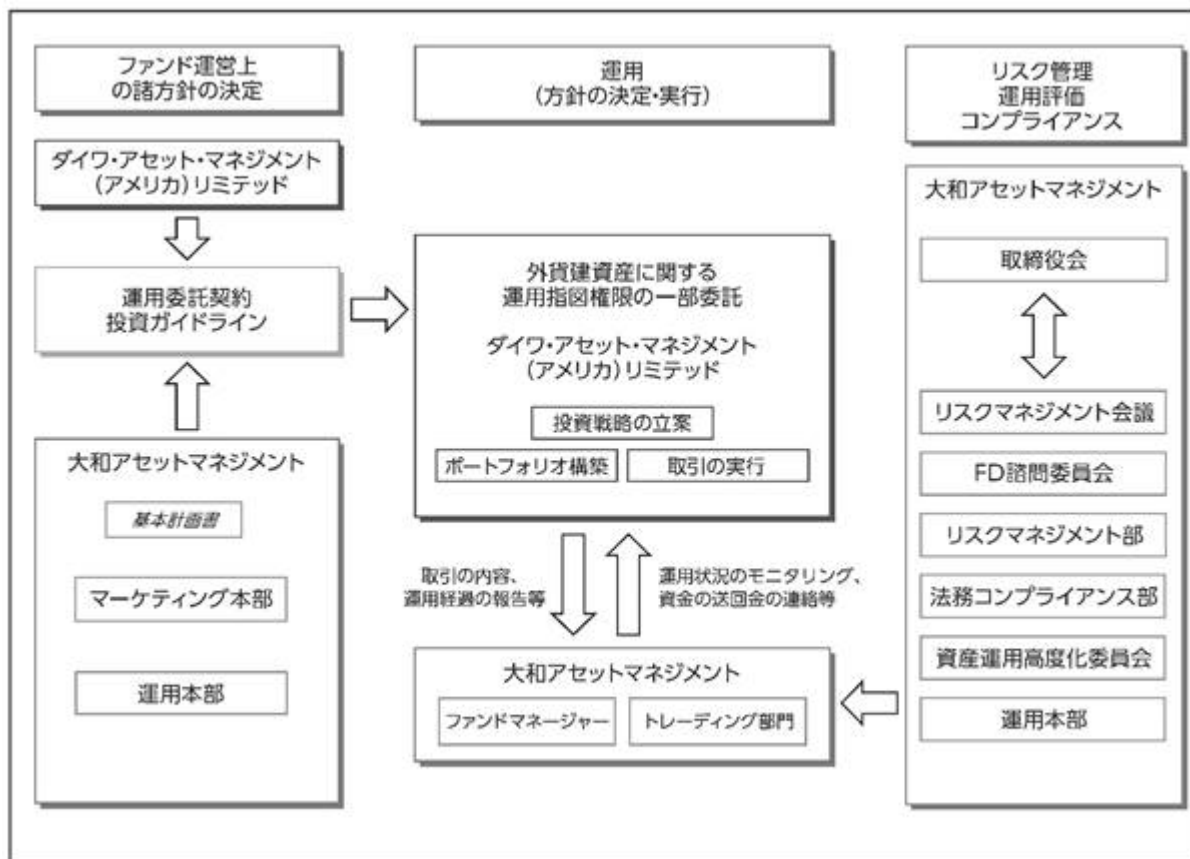 ファンド運営上
の諸方針の決定
ダイワ・アセット・マネジメント
(アメリカ)リミテッド
運用委託契約
投資ガイドライン
大和アセットマネジメント
基本計画書
マーケティング本部
運用本部
運用
(方針の決定・実行)
外貨建資産に関する
運用指図権限の一部委託
ダイワ・アセット・マネジメント
(アメリカ)リミテッド
投資戦略の立案
ポートフォリオ構築
取引の実行
取引の内容、
運用経過の報告等
運用状況のモニタリング、
資金の送回金の連絡等
大和アセットマネジメント
ファンドマネージャー
トレーディング部門
リスク管理
運用評価
コンプライアンス
大和アセットマネジメント
取締役会
リスクマネジメント会議
FD諮問委員会
リスクマネジメント部
法務コンプライアンス部
資産運用高度化委員会
運用本部